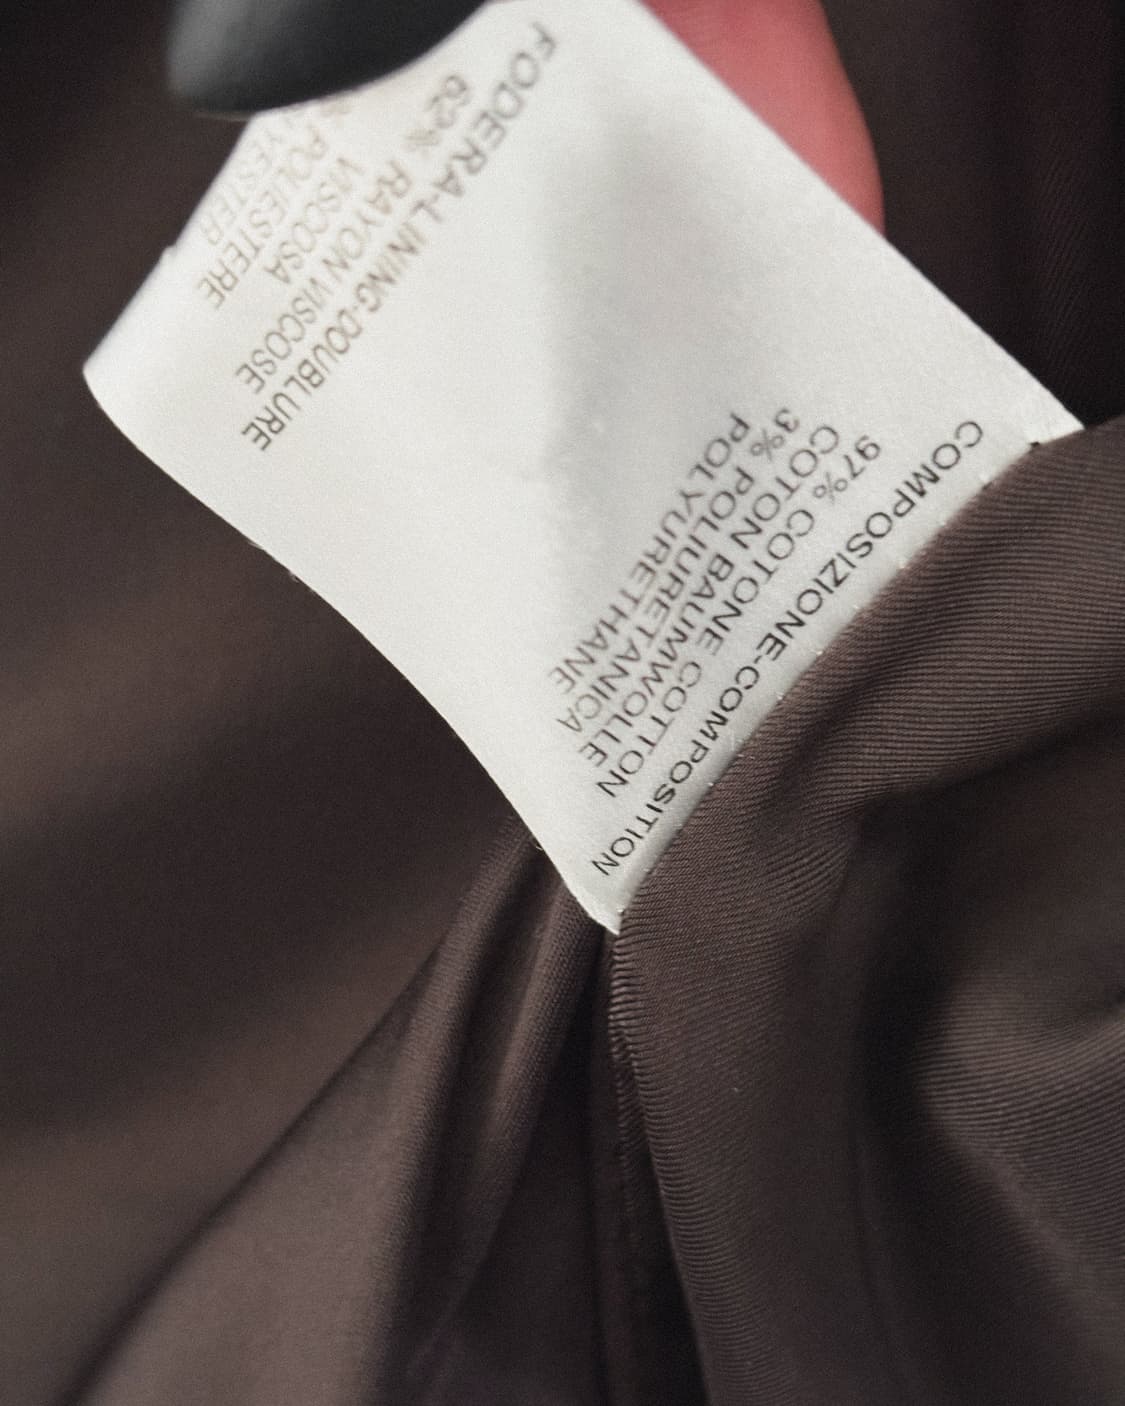 COMPOSIZIONE-COMPOSITION
97% COTONE COTTON
COTON BAUMWOLLE
3% POLIURETANICA
POLYURETHANE
FODERA-LINING-DOUBLURE
62% RAYON VISCOSE
VISCOSA
POLIESTERE